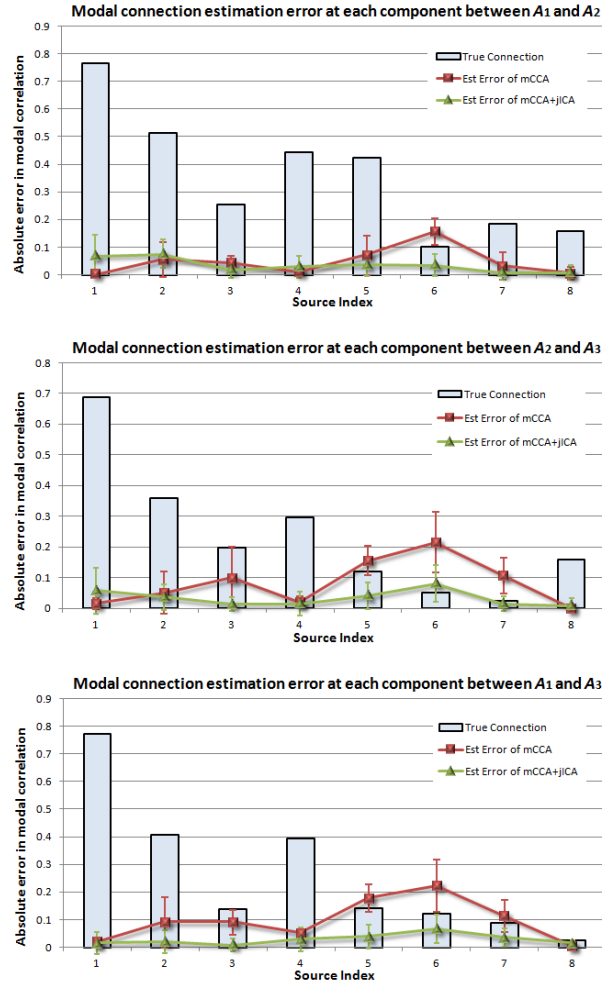 Modal connection estimation error at each component between A1 and A2
Absolute error in modal correlation
0.9
0.8
0.7
0.6
0.5
0.4
0.3
0.2
0.1
0
True Connection
Est Error of mCCA
Est Error of mCCA+jICA
1 2 3 4 5 6 7 8
Source Index
Modal connection estimation error at each component between A2 and A3
Absolute error in modal correlation
0.8
0.7
0.6
0.5
0.4
0.3
0.2
0.1
0
True Connection
Est Error of mCCA
Est Error of mCCA+jICA
1 2 3 4 5 6 7 8
Source Index
Modal connection estimation error at each component between A1 and A3
Absolute error in modal correlation
0.9
0.8
0.7
0.6
0.5
0.4
0.3
0.2
0.1
0
True Connection
Est Error of mCCA
Est Error of mCCA+jICA
1 2 3 4 5 6 7 8
Source Index